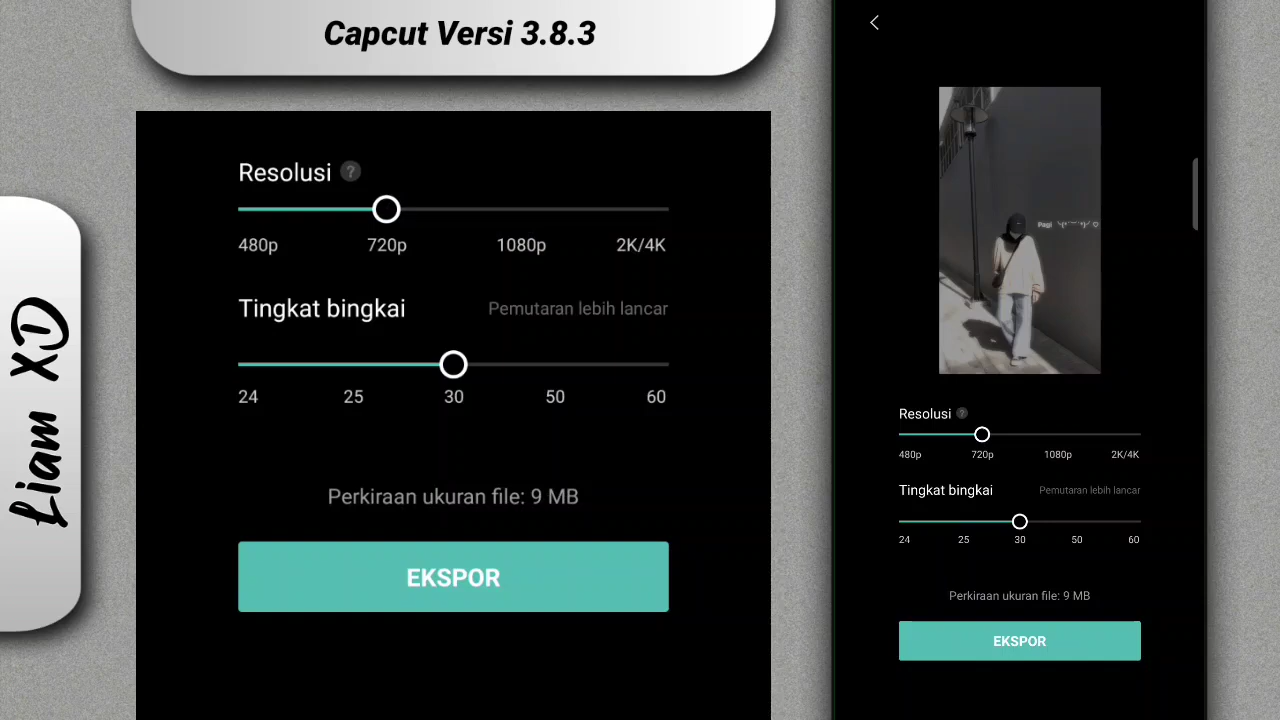 Capcut Versi 3.8.3
Liam XD
Resolusi ?
480p 720p 1080p 2K/4K
Tingkat bingkai Pemutaran lebih lancar
24 25 30 50 60
Perkiraan ukuran file: 9 MB
EKSPOR
Pagi
Resolusi ?
480p 720p 1080p 2K/4K
Tingkat bingkai Pemutaran lebih lancar
24 25 30 50 60
Perkiraan ukuran file: 9 MB
EKSPOR